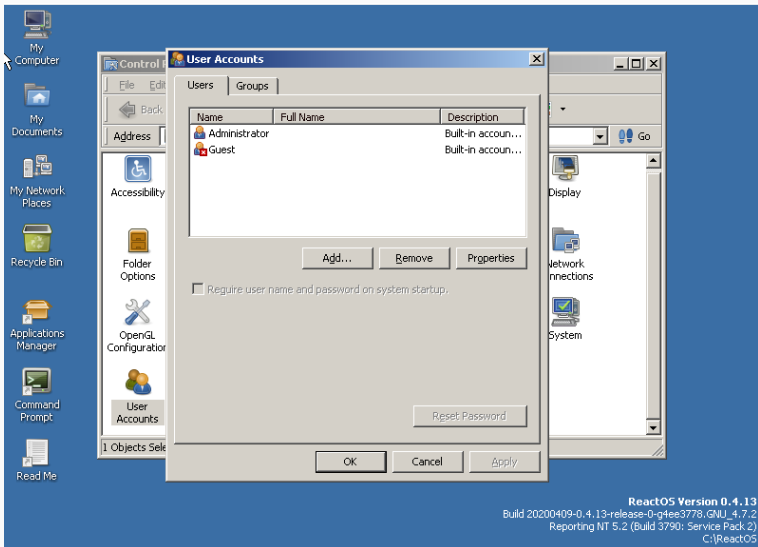 My
Computer
My
Documents
My Network
Places
Recycle Bin
Applications
Manager
Command
Prompt
Read Me
Control
File Edit
Back
Address
Go
Accessibility
Folder
Options
OpenGL
Configuration
User
Accounts
1 Objects Sele
Display
Network
Connections
System
User Accounts
Users Groups
Name Full Name Description
Administrator Built-in accoun...
Guest Built-in accoun...
Add... Remove Properties
Require user name and password on system startup.
Reset Password
OK Cancel Apply
ReactOS Version 0.4.13
Build 20200409-0.4.13-release-0-g4ee3778.GNU_4.7.2
Reporting NT 5.2 (Build 3790: Service Pack 2)
C:\ReactOS